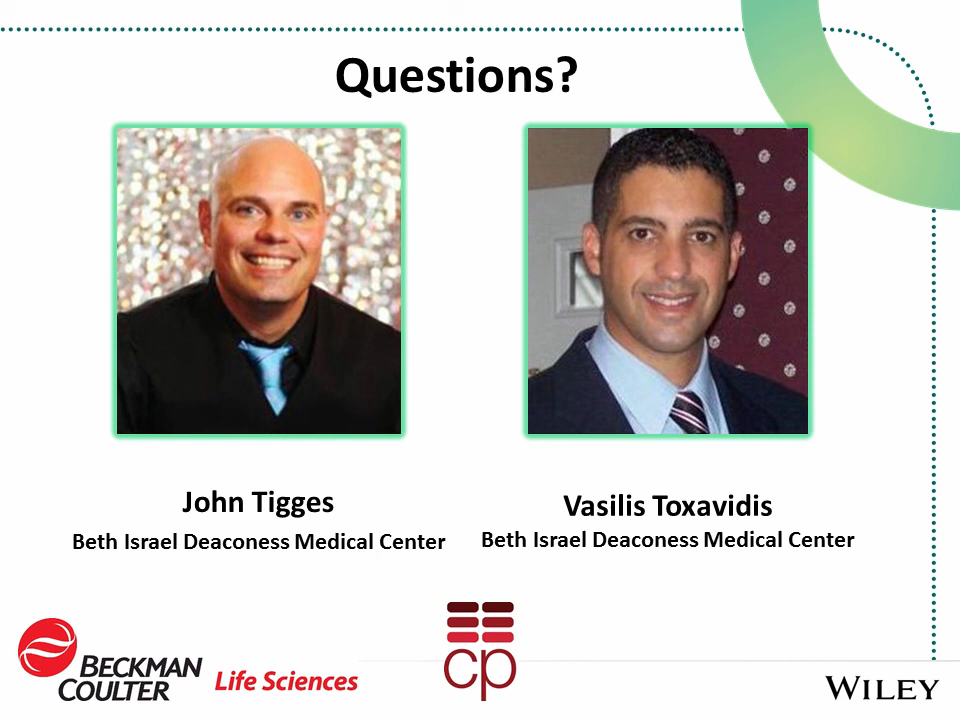 Questions?
John Tigges
Beth Israel Deaconess Medical Center
Vasilis Toxavidis
Beth Israel Deaconess Medical Center
BECKMAN
COULTER
Life Sciences
cp
WILEY